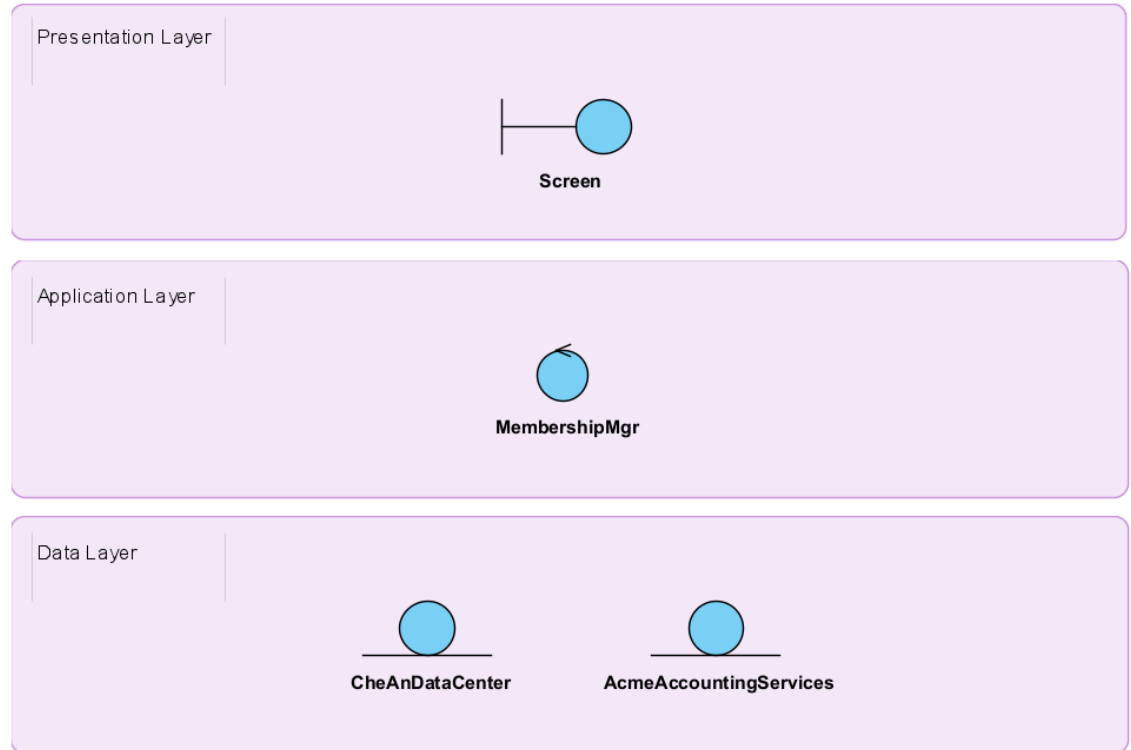 Presentation Layer
Screen
Application Layer
MembershipMgr
Data Layer
CheAnDataCenter
AcmeAccountingServices